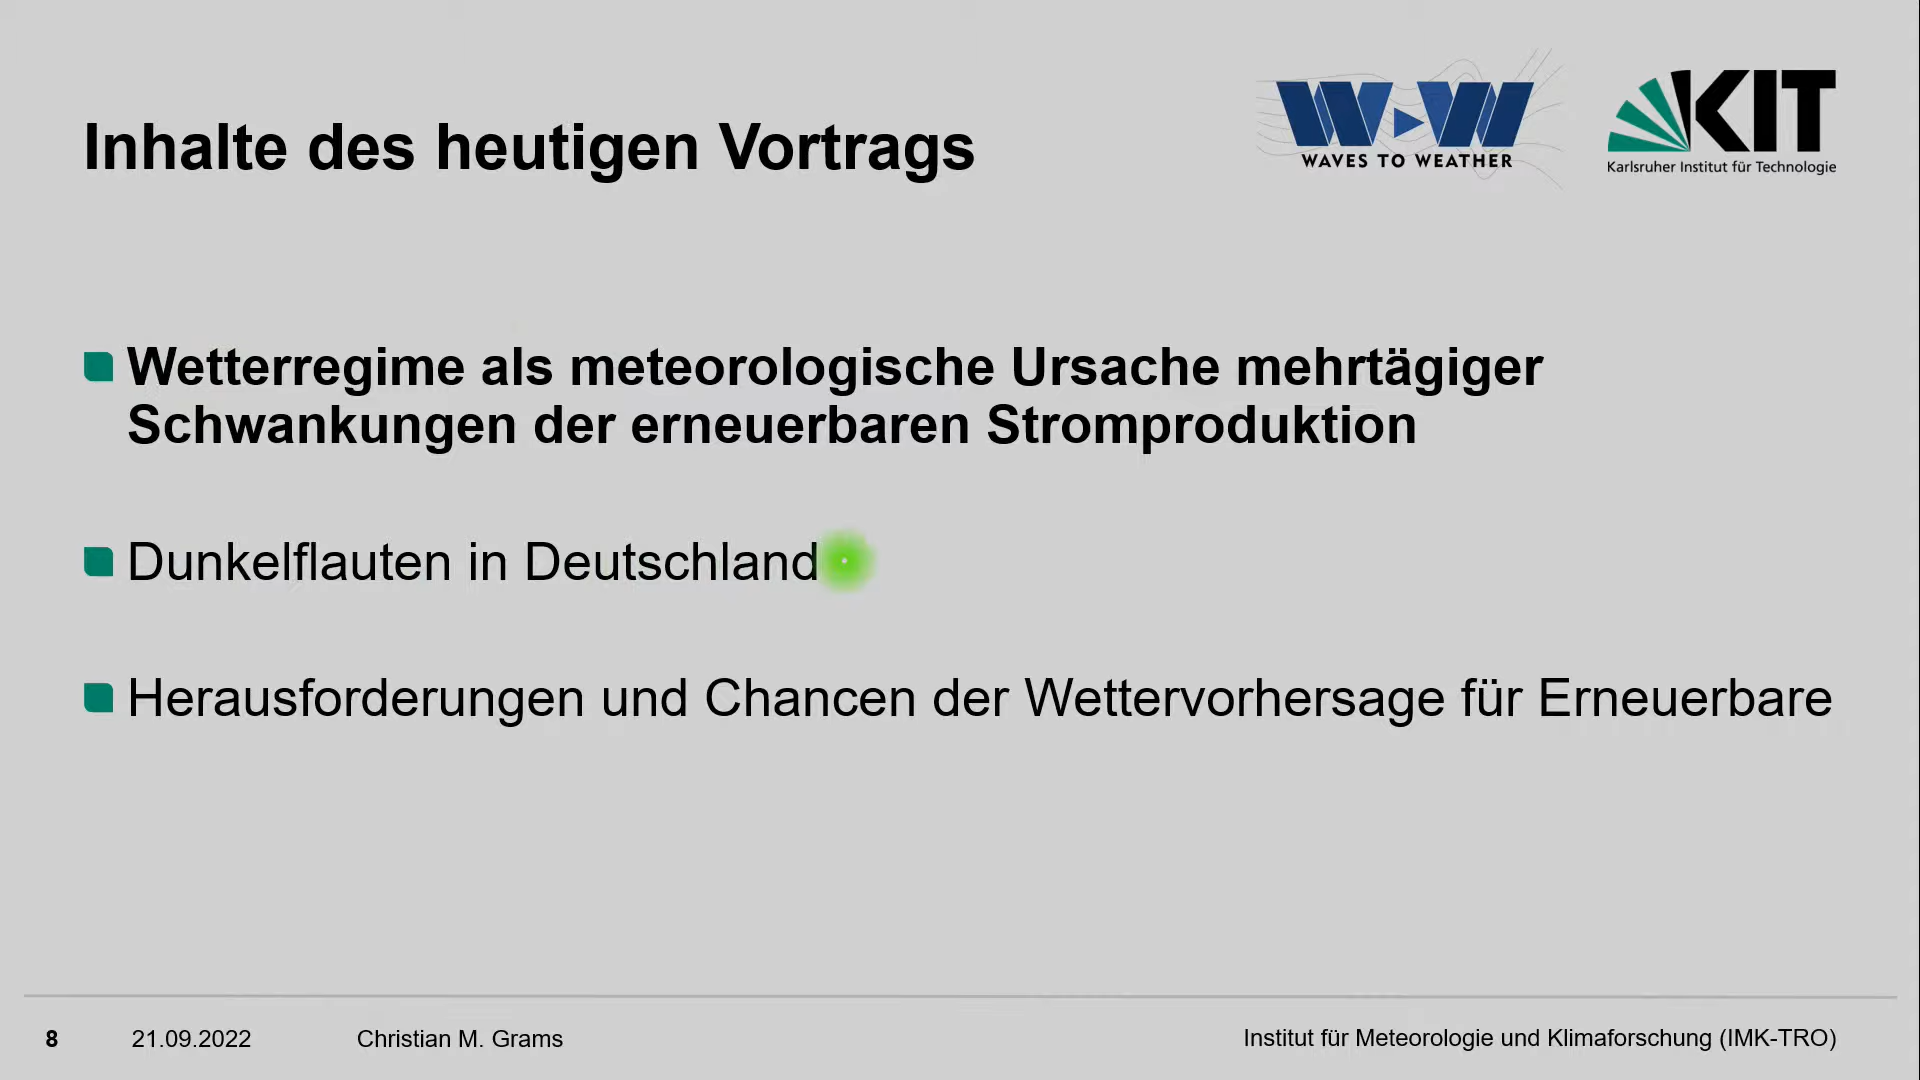 Inhalte des heutigen Vortrags
WAVES TO WEATHER
KIT
Karlsruher Institut für Technologie
Wetterregime als meteorologische Ursache mehrtägiger
Schwankungen der erneuerbaren Stromproduktion
Dunkelflauten in Deutschland
Herausforderungen und Chancen der Wettervorhersage für Erneuerbare
8 21.09.2022 Christian M. Grams Institut für Meteorologie und Klimaforschung (IMK-TRO)